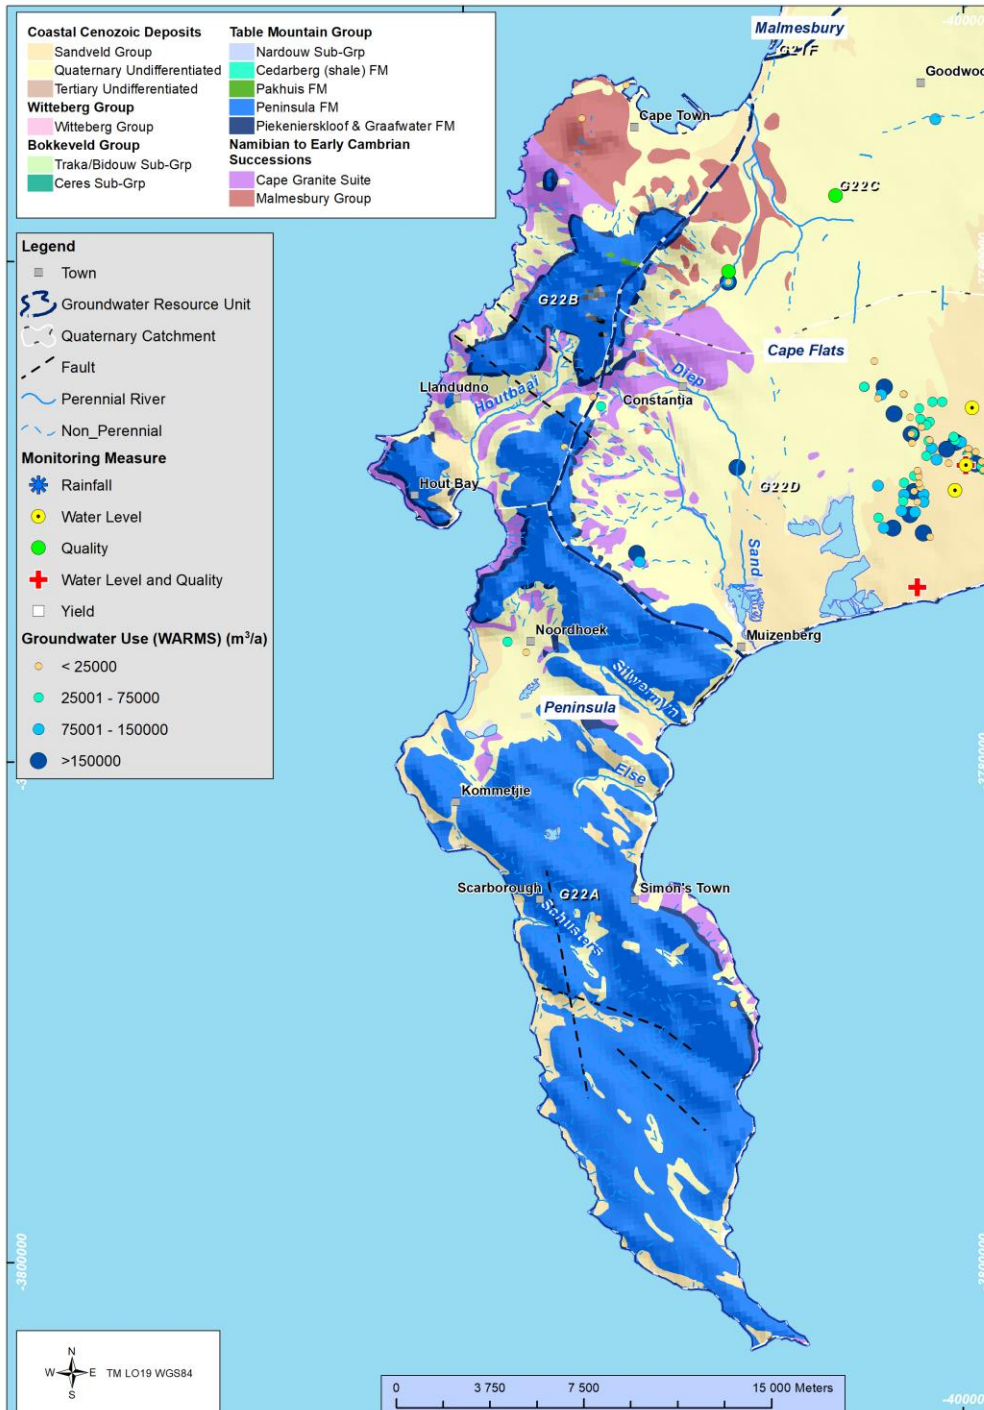 Coastal Cenozoic Deposits
Sandveld Group
Quaternary Undifferentiated
Tertiary Undifferentiated
Witteberg Group
Witteberg Group
Bokkeveld Group
Traka/Bidouw Sub-Grp
Ceres Sub-Grp
Table Mountain Group
Nardouw Sub-Grp
Cedarberg (shale) FM
Pakhuis FM
Peninsula FM
Piekenierskloof & Graafwater FM
Namibian to Early Cambrian
Successions
Cape Granite Suite
Malmesbury Group
Legend
Town
Groundwater Resource Unit
Quaternary Catchment
Fault
Perennial River
Non_Perennial
Monitoring Measure
Rainfall
Water Level
Quality
Water Level and Quality
Yield
Groundwater Use (WARMS) (m³/a)
< 25000
25001 - 75000
75001 - 150000
>150000
-40000
Malmesbury
G21F
Goodwoo
Cape Town
G22C
G22B
Cape Flats
Diep
Llandudno
Houtbaai
Constantia
Hout Bay
G22D
Sand
Noordhoek
Muizenberg
Silwermyn
Peninsula
Else
Kommetjie
Scarborough
G22A
Simon's Town
Schusters
-3780000
-3800000
-3800000
N
W E
S
TM LO19 WGS84
0 3 750 7 500 15 000 Meters
-40000